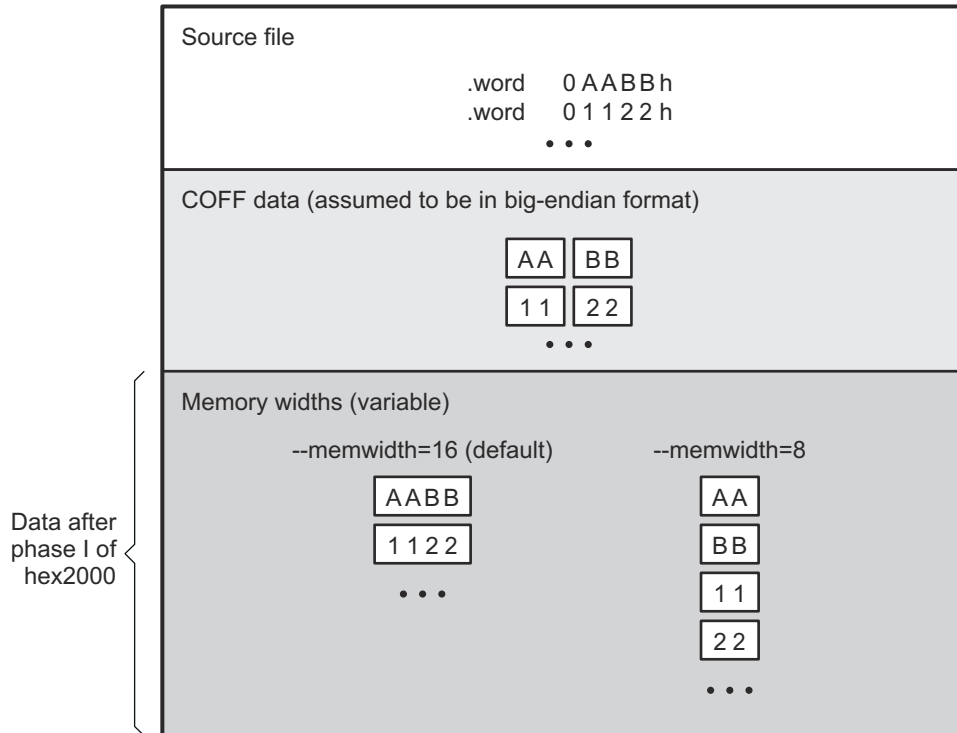 Source file
.word 0AABBh
.word 01122h
• • •
COFF data (assumed to be in big-endian format)
AA BB
11 22
• • •
Data after
phase I of
hex2000
Memory widths (variable)
--memwidth=16 (default)
AABB
1122
• • •
--memwidth=8
AA
BB
11
22
• • •